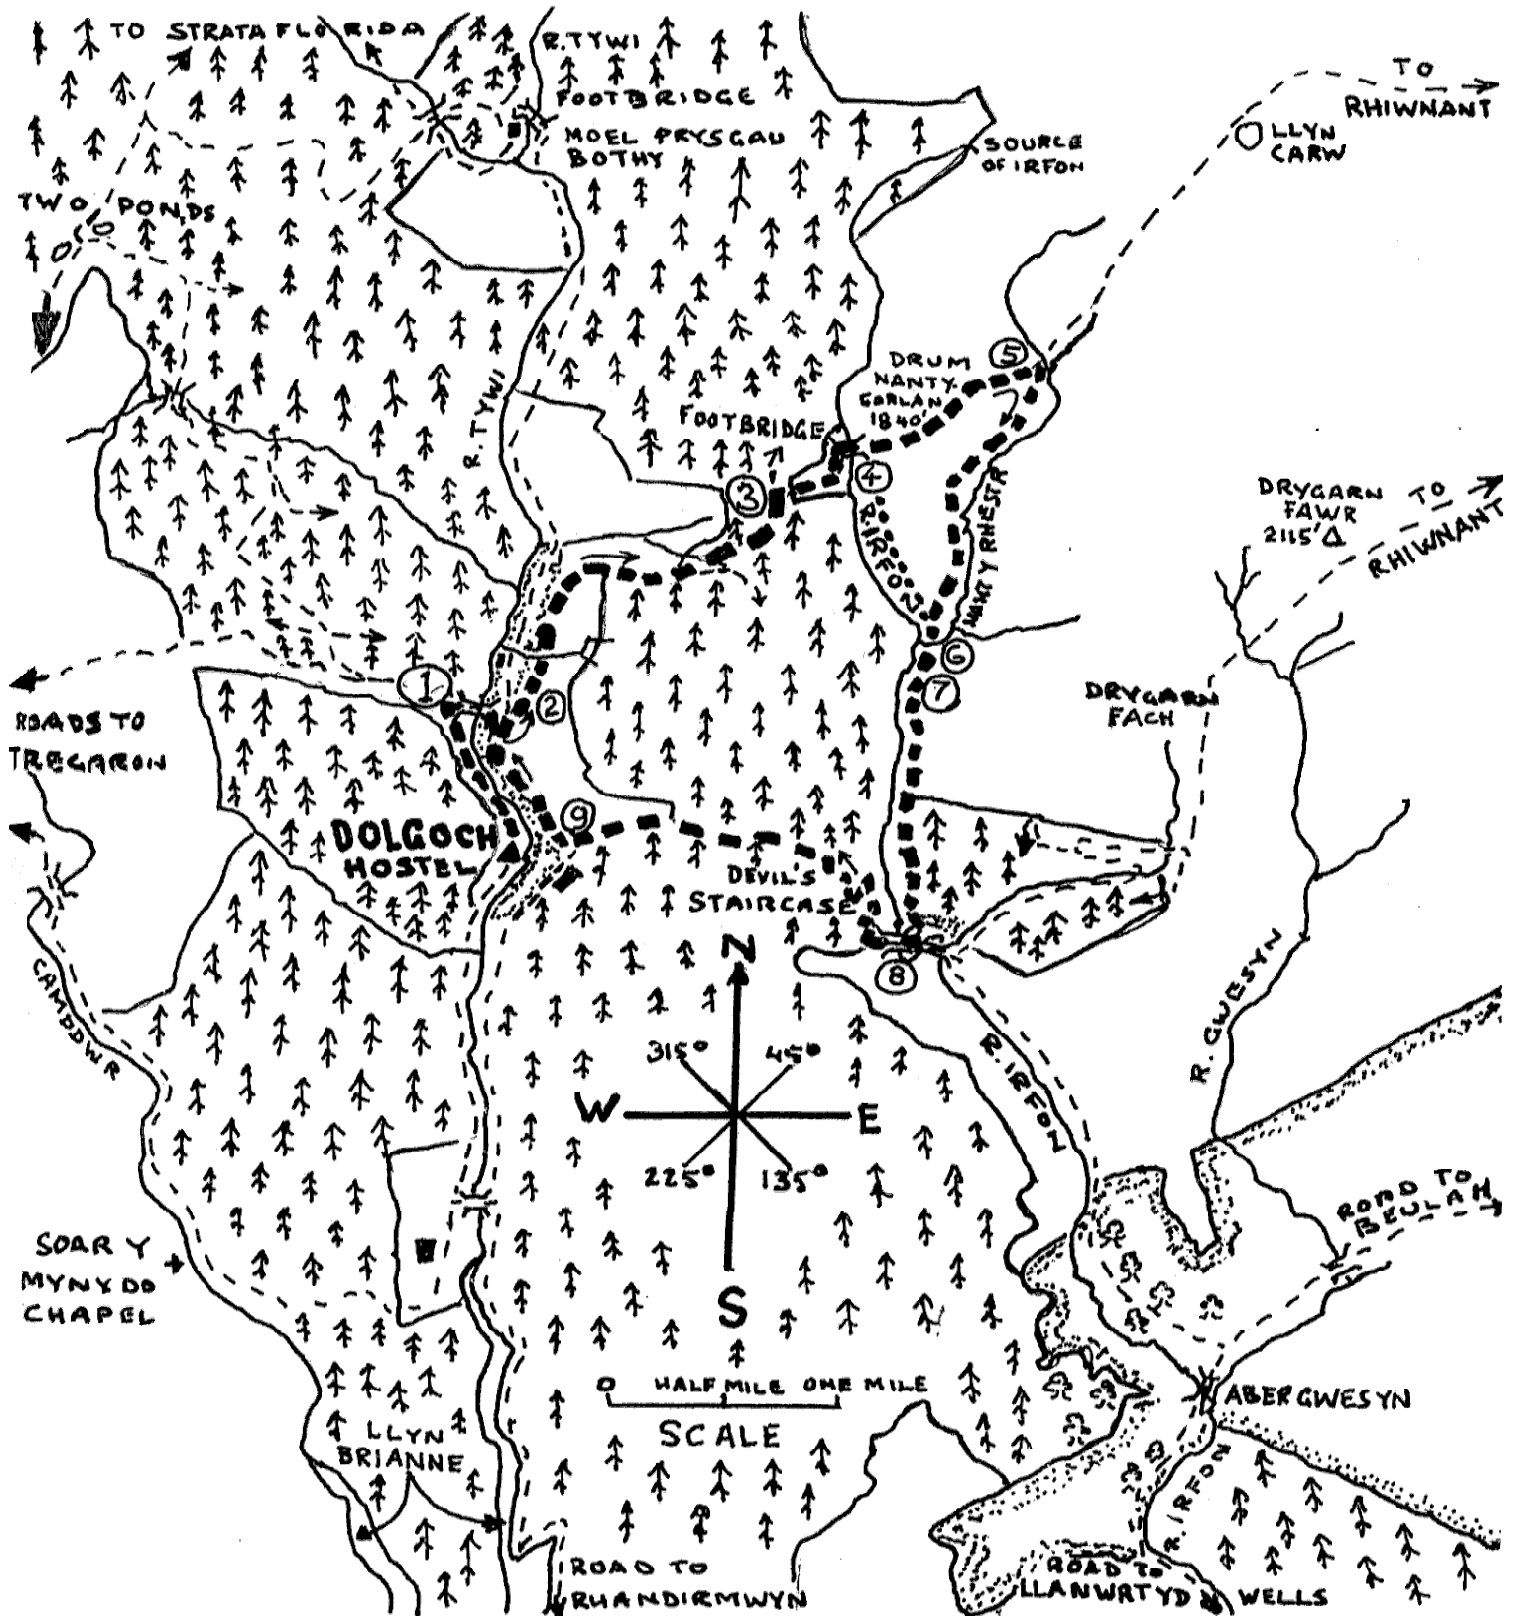 TO STRATA FLORIDA
R. TYWI
FOOTBRIDGE
MOEL PRYSGAU
BOTHY
TO
RHIWNANT
LLYN
CARW
SOURCE
OF IRFON
TWO PONDS
5
DRUM
NANTY
GORLAN
1840'
FOOTBRIDGE
R. TYWI
3
4
R. IRFON
NANT Y RHESTR
DRYGARN
FAWR
2115' Δ
TO
RHIWNANT
6
7
1
2
DRYGARN
FACH
ROADS TO
TREGARON
9
DOLGOCH
HOSTEL
DEVIL'S
STAIRCASE
8
N
315° 45°
W E
225° 135°
S
CAMDDWR
R. IRFON
R. GWESYN
ROAD TO
BEULAH
SOAR Y
MYNYDD
CHAPEL
0 HALF MILE ONE MILE
SCALE
ABERGWESYN
LLYN
BRIANNE
R. IRFON
ROAD TO
RHANDIRMWYN
ROAD TO
LLANWRTYD WELLS